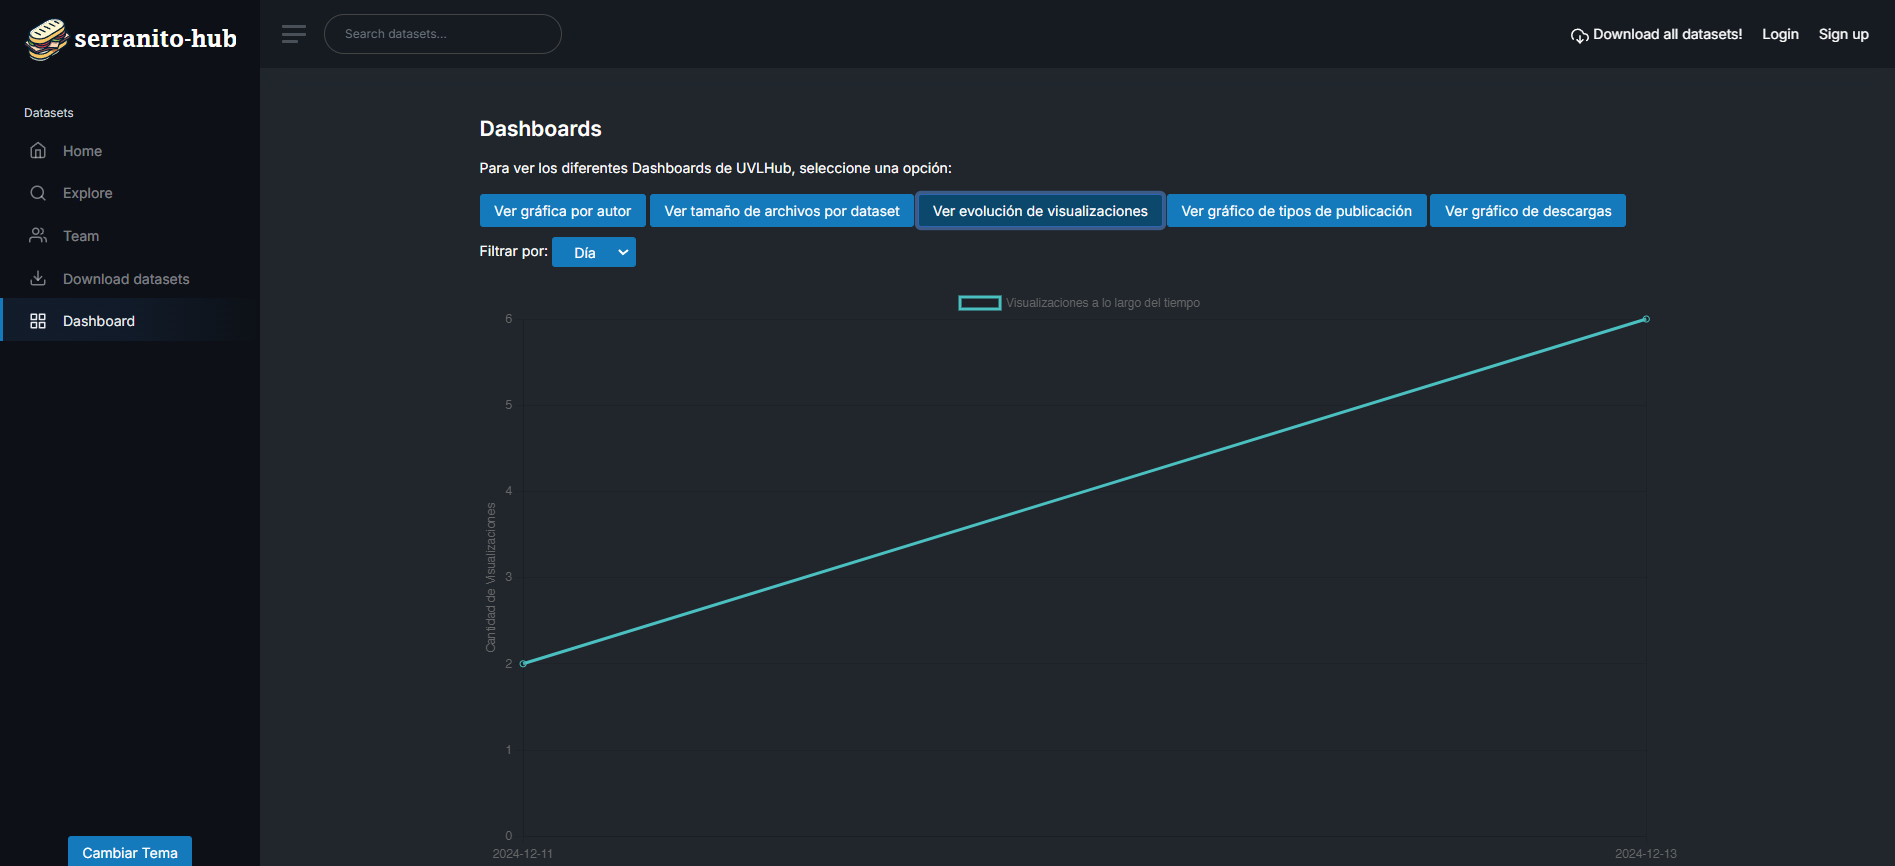 serranito-hub
Search datasets...
Download all datasets!
Login
Sign up
Datasets
Home
Explore
Team
Download datasets
Dashboard
Cambiar Tema
Dashboards
Para ver los diferentes Dashboards de UVLHub, seleccione una opción:
Ver gráfica por autor
Ver tamaño de archivos por dataset
Ver evolución de visualizaciones
Ver gráfico de tipos de publicación
Ver gráfico de descargas
Filtrar por: Día
Visualizaciones a lo largo del tiempo
Cantidad de Visualizaciones
6
5
4
3
2
1
0
2024-12-11
2024-12-13